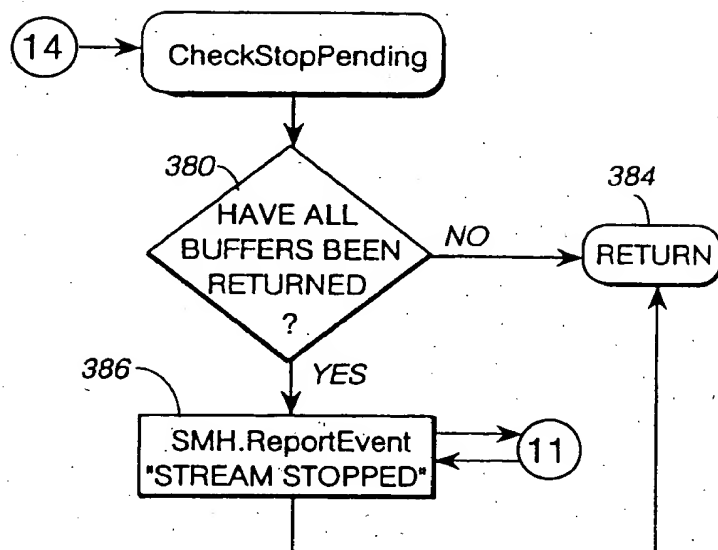 14
CheckStopPending
380
HAVE ALL
BUFFERS BEEN
RETURNED
?
NO
384
RETURN
YES
386
SMH.ReportEvent
"STREAM STOPPED"
11